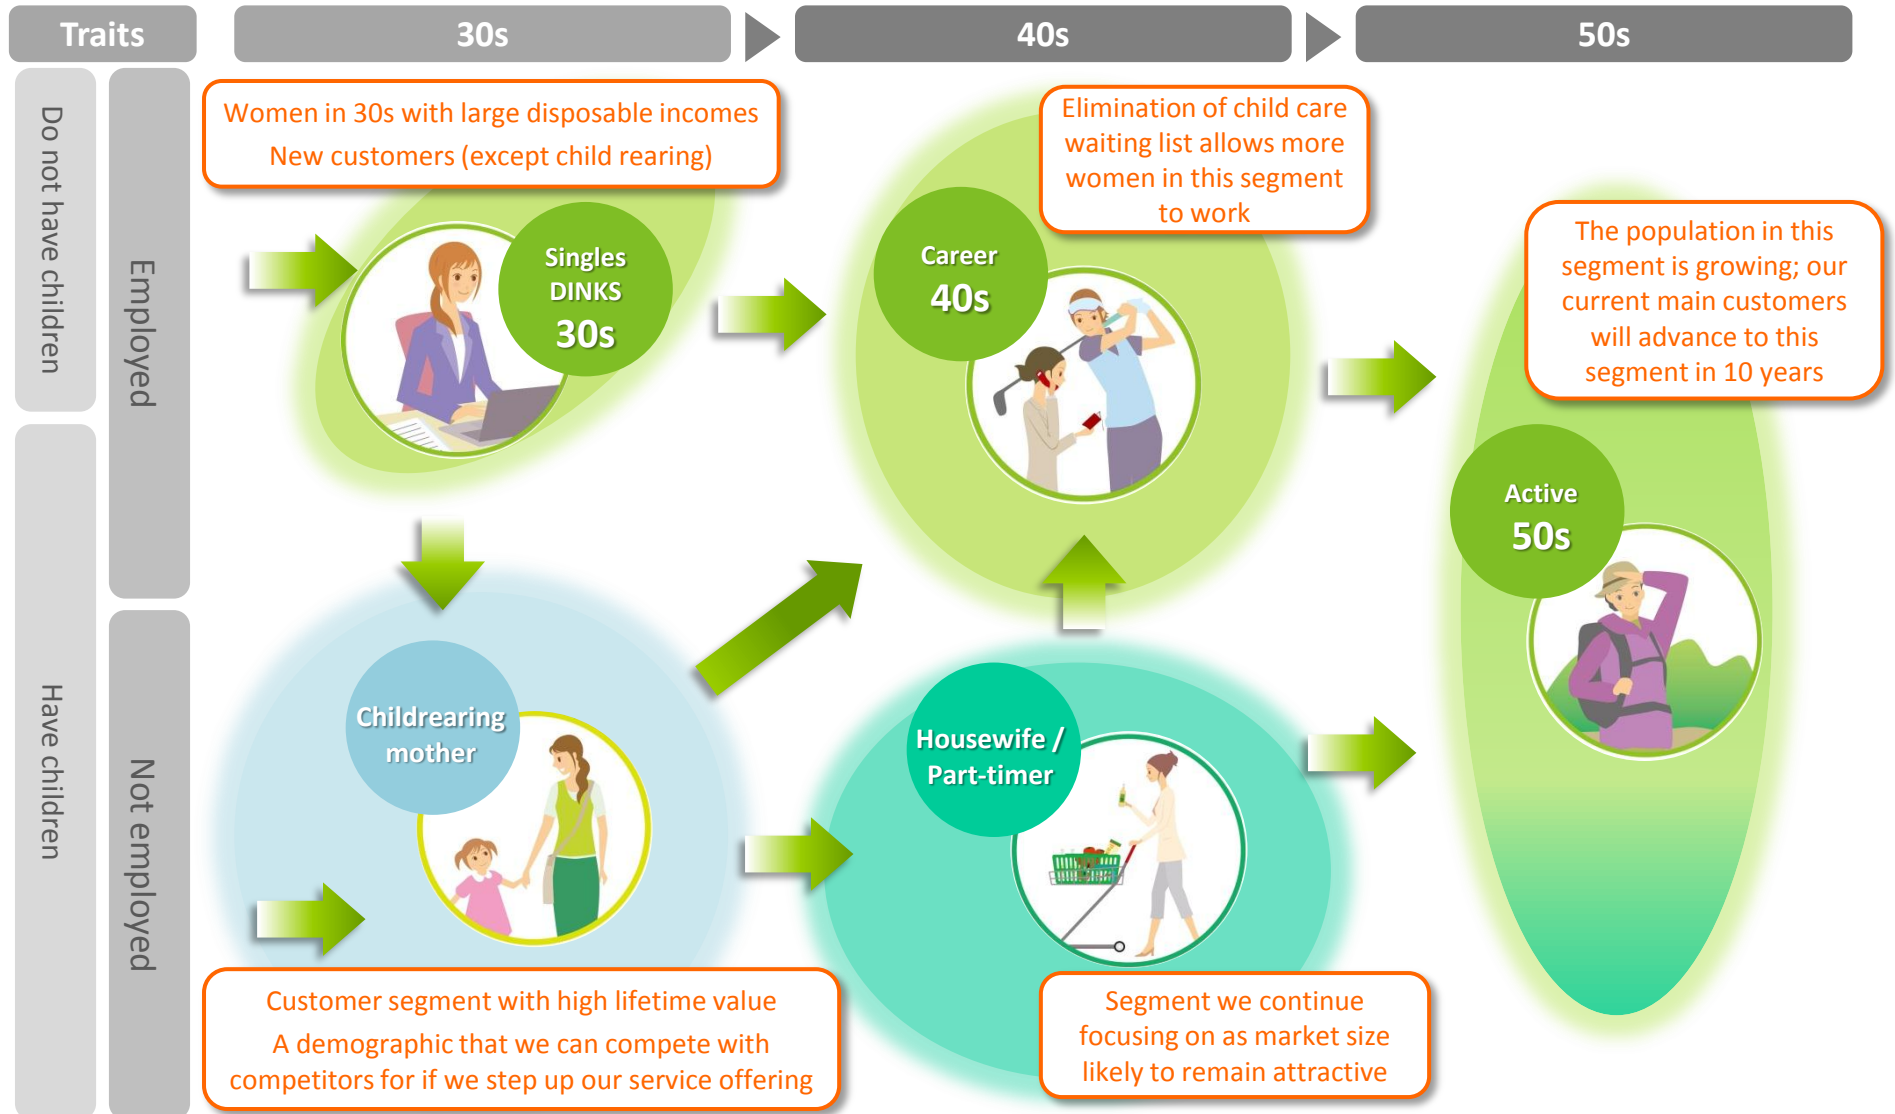 Traits
30s
40s
50s
Do not have children
Employed
Have children
Not employed
Women in 30s with large disposable incomes
New customers (except child rearing)
Singles
DINKS
30s
Elimination of child care
waiting list allows more
women in this segment
to work
Career
40s
The population in this
segment is growing; our
current main customers
will advance to this
segment in 10 years
Active
50s
Childrearing
mother
Housewife /
Part-timer
Customer segment with high lifetime value
A demographic that we can compete with
competitors for if we step up our service offering
Segment we continue
focusing on as market size
likely to remain attractive